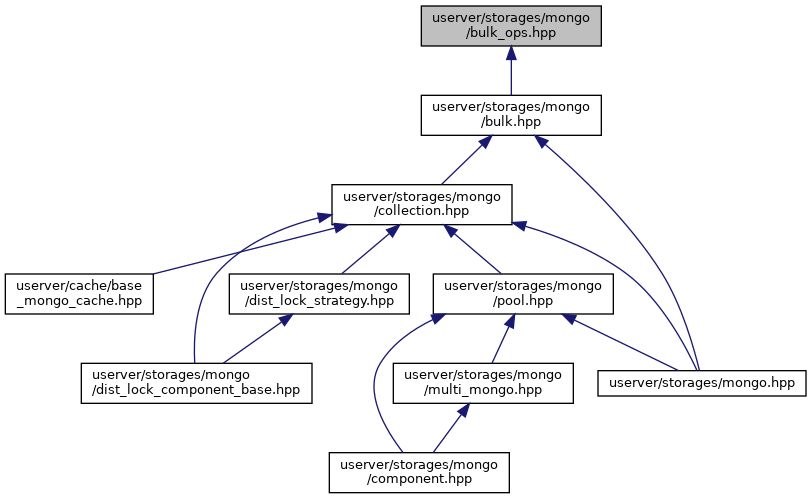 userver/storages/mongo
/bulk_ops.hpp
userver/storages/mongo
/bulk.hpp
userver/storages/mongo
/collection.hpp
userver/cache/base
_mongo_cache.hpp
userver/storages/mongo
/dist_lock_strategy.hpp
userver/storages/mongo
/pool.hpp
userver/storages/mongo
/dist_lock_component_base.hpp
userver/storages/mongo
/multi_mongo.hpp
userver/storages/mongo.hpp
userver/storages/mongo
/component.hpp